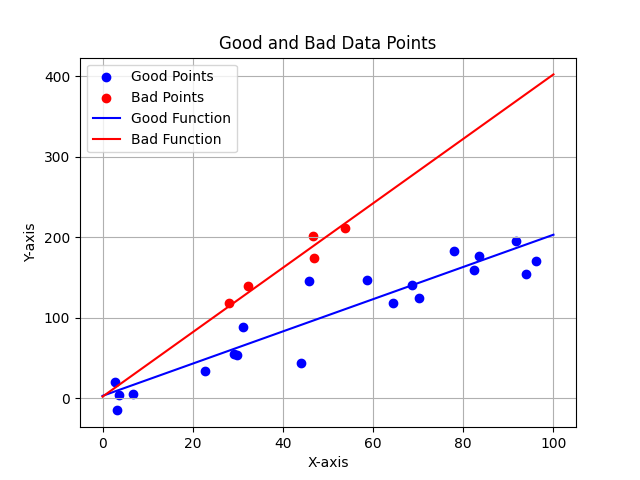 Good and Bad Data Points
Good Points
Bad Points
Good Function
Bad Function
400
300
200
100
0
Y-axis
0 20 40 60 80 100
X-axis